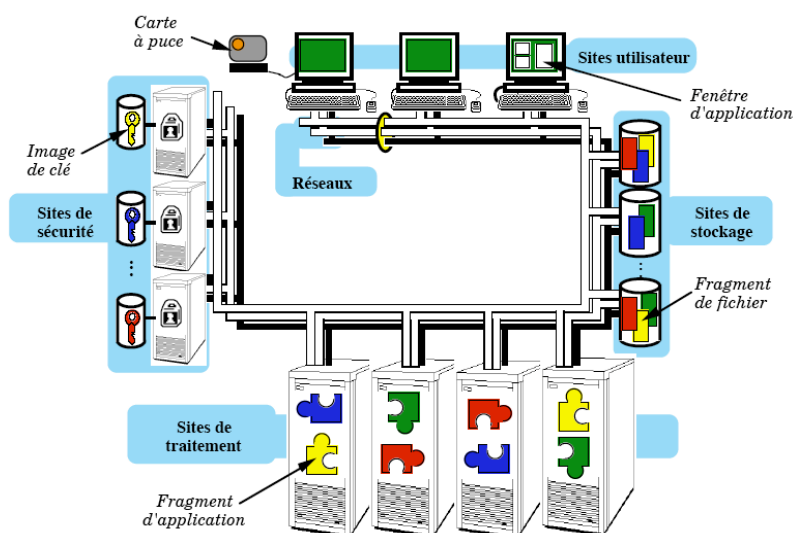 Carte
à puce
Sites utilisateur
Fenêtre
d'application
Image
de clé
Réseaux
Sites de
sécurité
Sites de
stockage
Fragment
de fichier
Sites de
traitement
Fragment
d'application